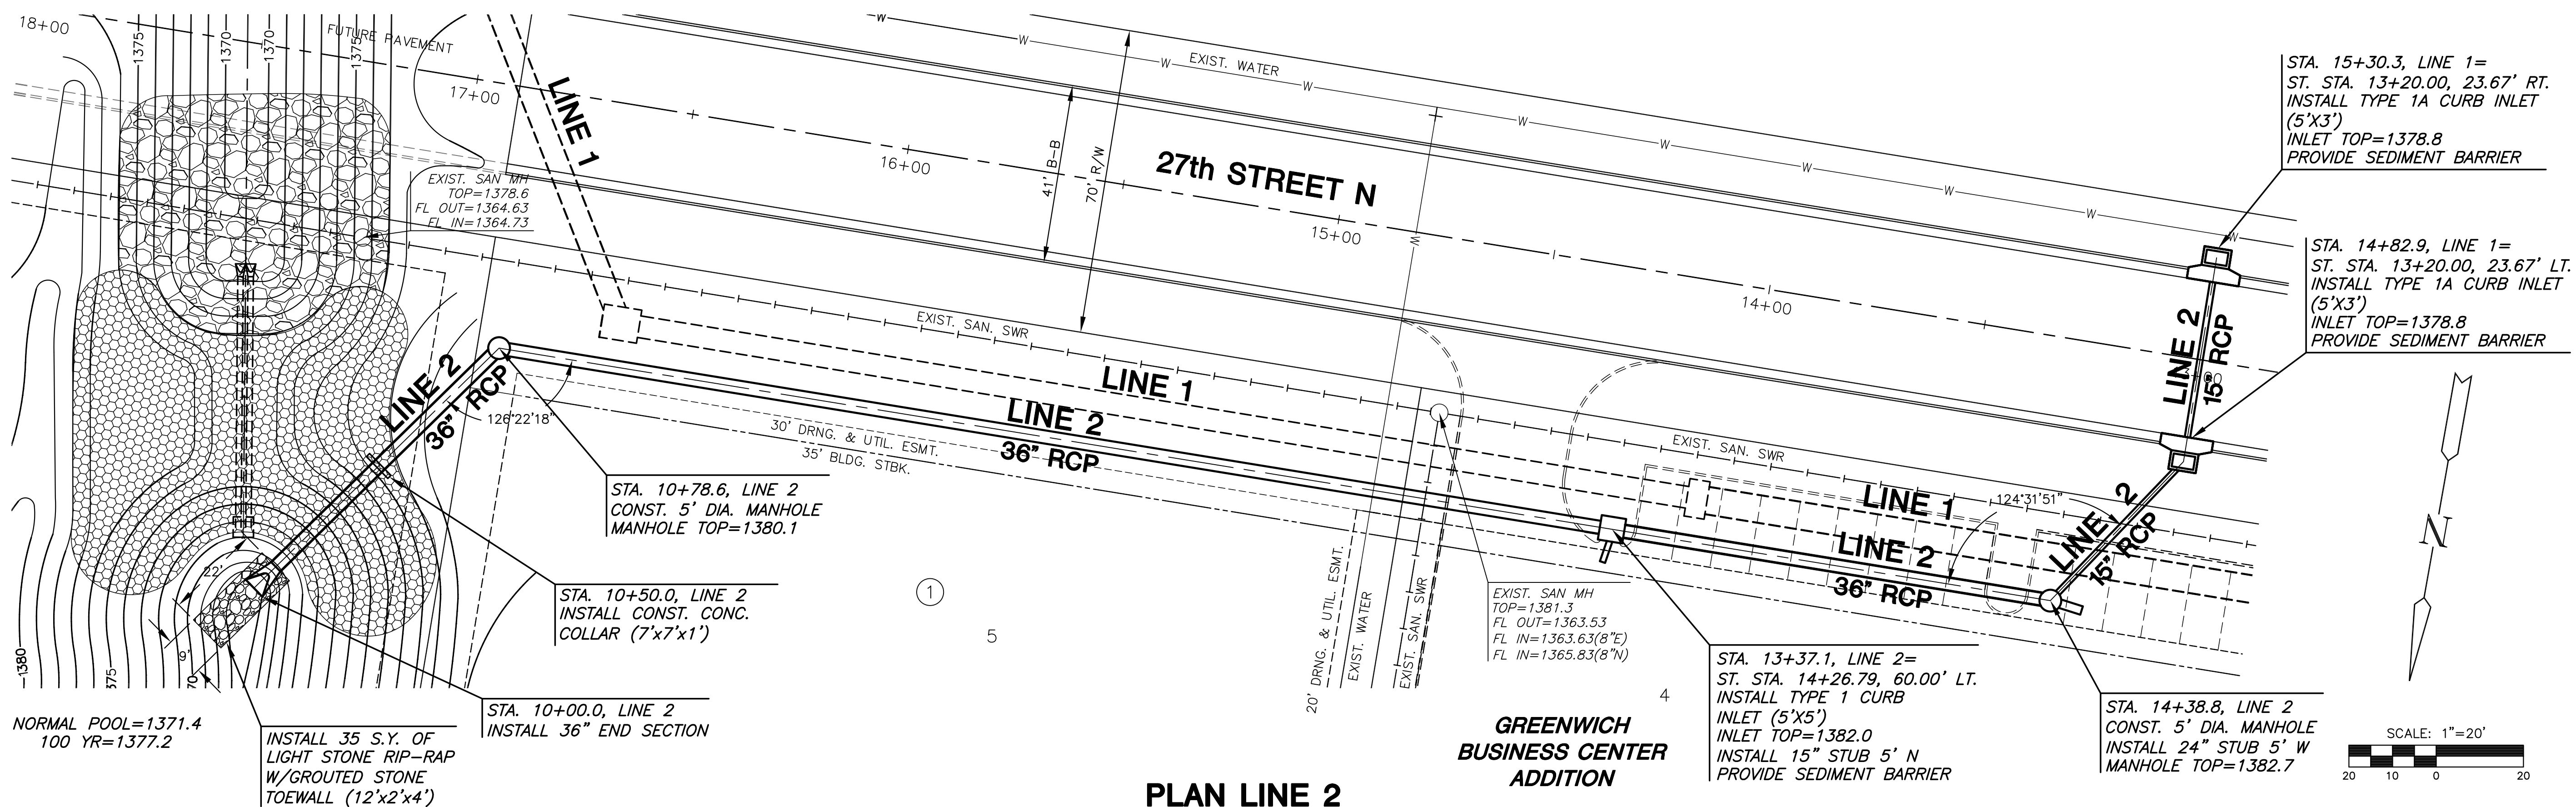 18+00
1375
1370
1370
1375
FUTURE PAVEMENT
17+00
LINE 1
W
W
W
EXIST. WATER
W
W
W
W
W
W
W
W
W
41' B-B
70' R/W
16+00
27th STREET N
15+00
14+00
STA. 15+30.3, LINE 1=
ST. STA. 13+20.00, 23.67' RT.
INSTALL TYPE 1A CURB INLET
(5'X3')
INLET TOP=1378.8
PROVIDE SEDIMENT BARRIER
STA. 14+82.9, LINE 1=
ST. STA. 13+20.00, 23.67' LT.
INSTALL TYPE 1A CURB INLET
(5'X3')
INLET TOP=1378.8
PROVIDE SEDIMENT BARRIER
EXIST. SAN MH
TOP=1378.6
FL OUT=1364.63
FL IN=1364.73
EXIST. SAN. SWR
LINE 1
LINE 2
36" RCP
LINE 2
36" RCP
126°22'18"
30' DRNG. & UTIL. ESMT.
35' BLDG. STBK.
EXIST. SAN. SWR
LINE 1
LINE 2
36" RCP
124°31'51"
LINE 2
15" RCP
LINE 2
15" RCP
STA. 10+78.6, LINE 2
CONST. 5' DIA. MANHOLE
MANHOLE TOP=1380.1
STA. 10+50.0, LINE 2
INSTALL CONST. CONC.
COLLAR (7'x7'x1')
STA. 10+00.0, LINE 2
INSTALL 36" END SECTION
22'
9'
1380
375
70
NORMAL POOL=1371.4
100 YR=1377.2
INSTALL 35 S.Y. OF
LIGHT STONE RIP-RAP
W/GROUTED STONE
TOEWALL (12'x2'x4')
1
5
20' DRNG. & UTIL. ESMT.
EXIST. WATER
EXIST. SAN. SWR
EXIST. SAN MH
TOP=1381.3
FL OUT=1363.53
FL IN=1363.63(8"E)
FL IN=1365.83(8"N)
4
GREENWICH
BUSINESS CENTER
ADDITION
STA. 13+37.1, LINE 2=
ST. STA. 14+26.79, 60.00' LT.
INSTALL TYPE 1 CURB
INLET (5'X5')
INLET TOP=1382.0
INSTALL 15" STUB 5' N
PROVIDE SEDIMENT BARRIER
STA. 14+38.8, LINE 2
CONST. 5' DIA. MANHOLE
INSTALL 24" STUB 5' W
MANHOLE TOP=1382.7
N
SCALE: 1"=20'
20 10 0 20
PLAN LINE 2